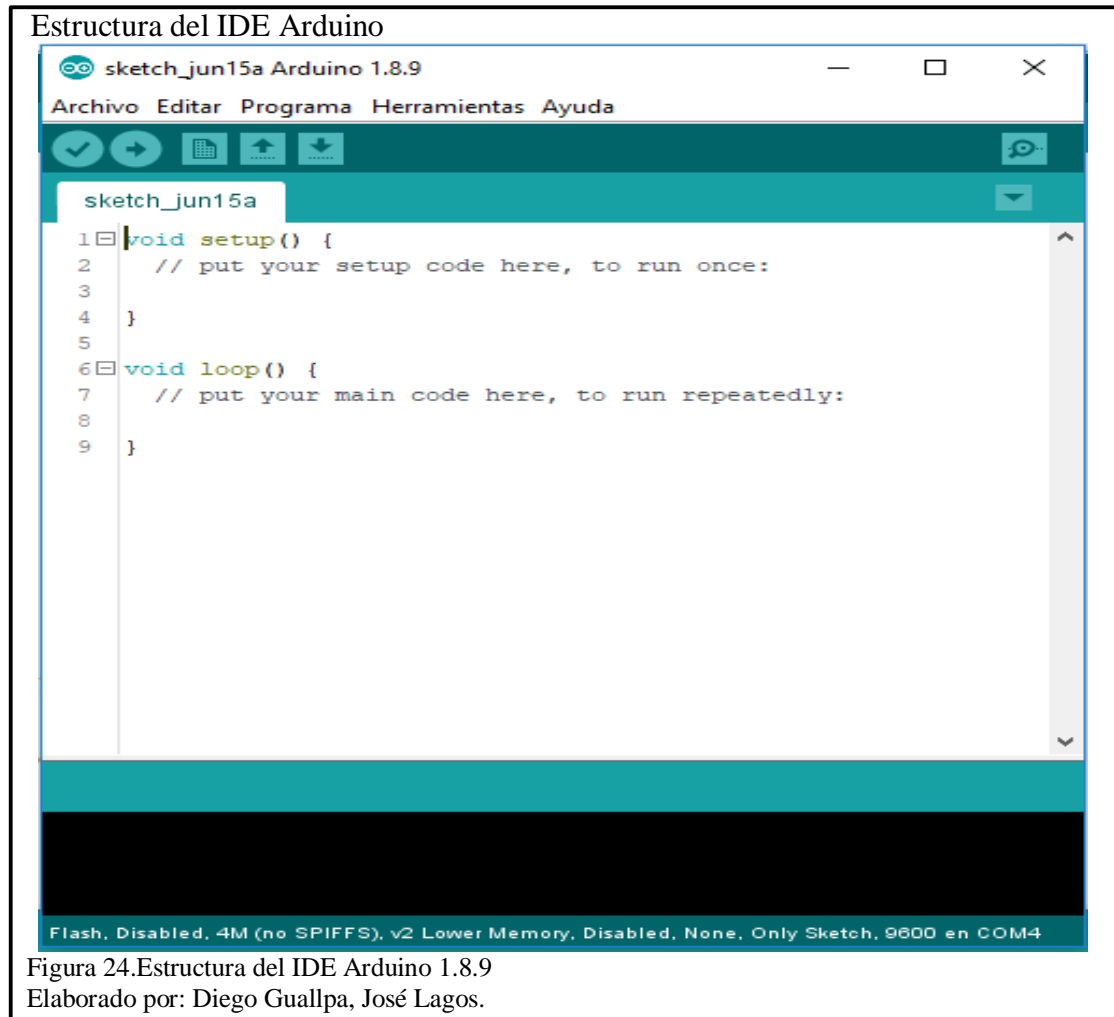 Estructura del IDE Arduino
sketch_jun15a Arduino 1.8.9
Archivo Editar Programa Herramientas Ayuda
sketch_jun15a
1 void setup() {
2 // put your setup code here, to run once:
3
4 }
5
6 void loop() {
7 // put your main code here, to run repeatedly:
8
9 }
Flash, Disabled, 4M (no SPIFFS), v2 Lower Memory, Disabled, None, Only Sketch, 9600 en COM4
Figura 24.Estructura del IDE Arduino 1.8.9
Elaborado por: Diego Guallpa, José Lagos.